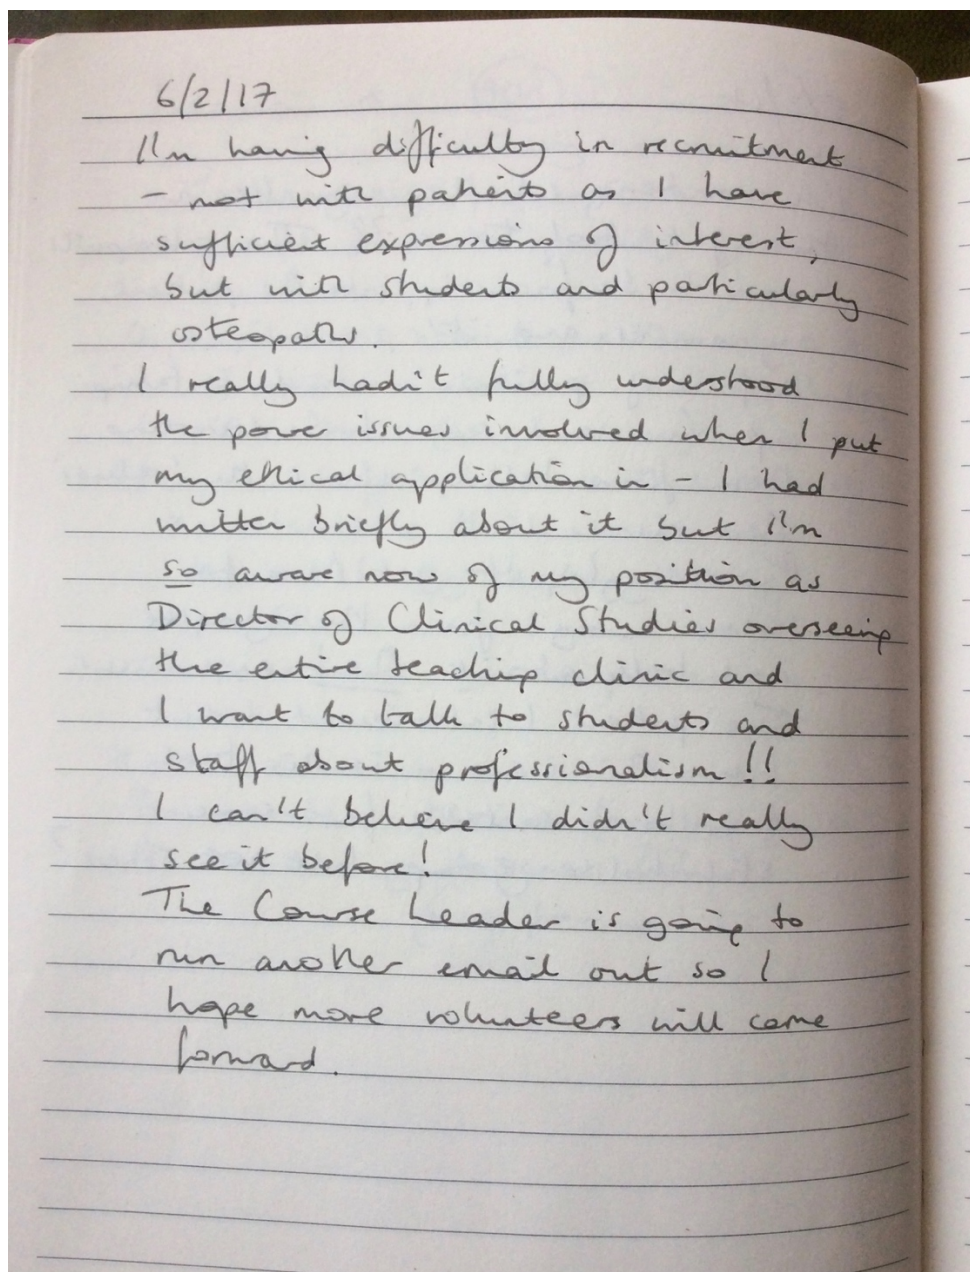 6/2/17
I'm having difficulty in recruitment
- not with patients as I have
sufficient expressions of interest,
but with students and particularly
osteopaths.
I really hadn't fully understood
the power issues involved when I put
my ethical application in - I had
written briefly about it but I'm
so aware now of my position as
Director of Clinical Studies overseeing
the entire teaching clinic and
I want to talk to students and
staff about professionalism!!
I can't believe I didn't really
see it before!
The Course Leader is going to
run another email out so I
hope more volunteers will come
forward.